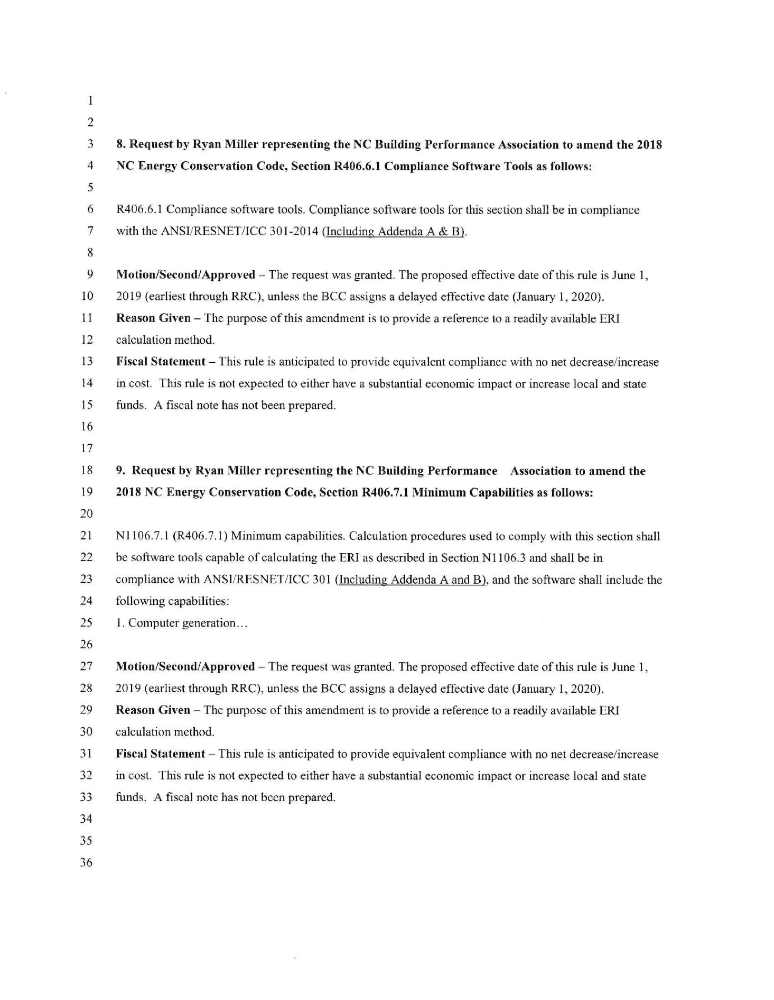 1
2
3 8. Request by Ryan Miller representing the NC Building Performance Association to amend the 2018
4 NC Energy Conservation Code, Section R406.6.1 Compliance Software Tools as follows:
5
6 R406.6.1 Compliance software tools. Compliance software tools for this section shall be in compliance
7 with the ANSI/RESNET/ICC 301-2014 (Including Addenda A & B).
8
9 Motion/Second/Approved – The request was granted. The proposed effective date of this rule is June 1,
10 2019 (earliest through RRC), unless the BCC assigns a delayed effective date (January 1, 2020).
11 Reason Given – The purpose of this amendment is to provide a reference to a readily available ERI
12 calculation method.
13 Fiscal Statement – This rule is anticipated to provide equivalent compliance with no net decrease/increase
14 in cost.  This rule is not expected to either have a substantial economic impact or increase local and state
15 funds.  A fiscal note has not been prepared.
16
17
18 9.  Request by Ryan Miller representing the NC Building Performance   Association to amend the
19 2018 NC Energy Conservation Code, Section R406.7.1 Minimum Capabilities as follows:
20
21 N1106.7.1 (R406.7.1) Minimum capabilities. Calculation procedures used to comply with this section shall
22 be software tools capable of calculating the ERI as described in Section N1106.3 and shall be in
23 compliance with ANSI/RESNET/ICC 301 (Including Addenda A and B), and the software shall include the
24 following capabilities:
25 1. Computer generation…
26
27 Motion/Second/Approved – The request was granted. The proposed effective date of this rule is June 1,
28 2019 (earliest through RRC), unless the BCC assigns a delayed effective date (January 1, 2020).
29 Reason Given – The purpose of this amendment is to provide a reference to a readily available ERI
30 calculation method.
31 Fiscal Statement – This rule is anticipated to provide equivalent compliance with no net decrease/increase
32 in cost.  This rule is not expected to either have a substantial economic impact or increase local and state
33 funds.  A fiscal note has not been prepared.
34
35
36